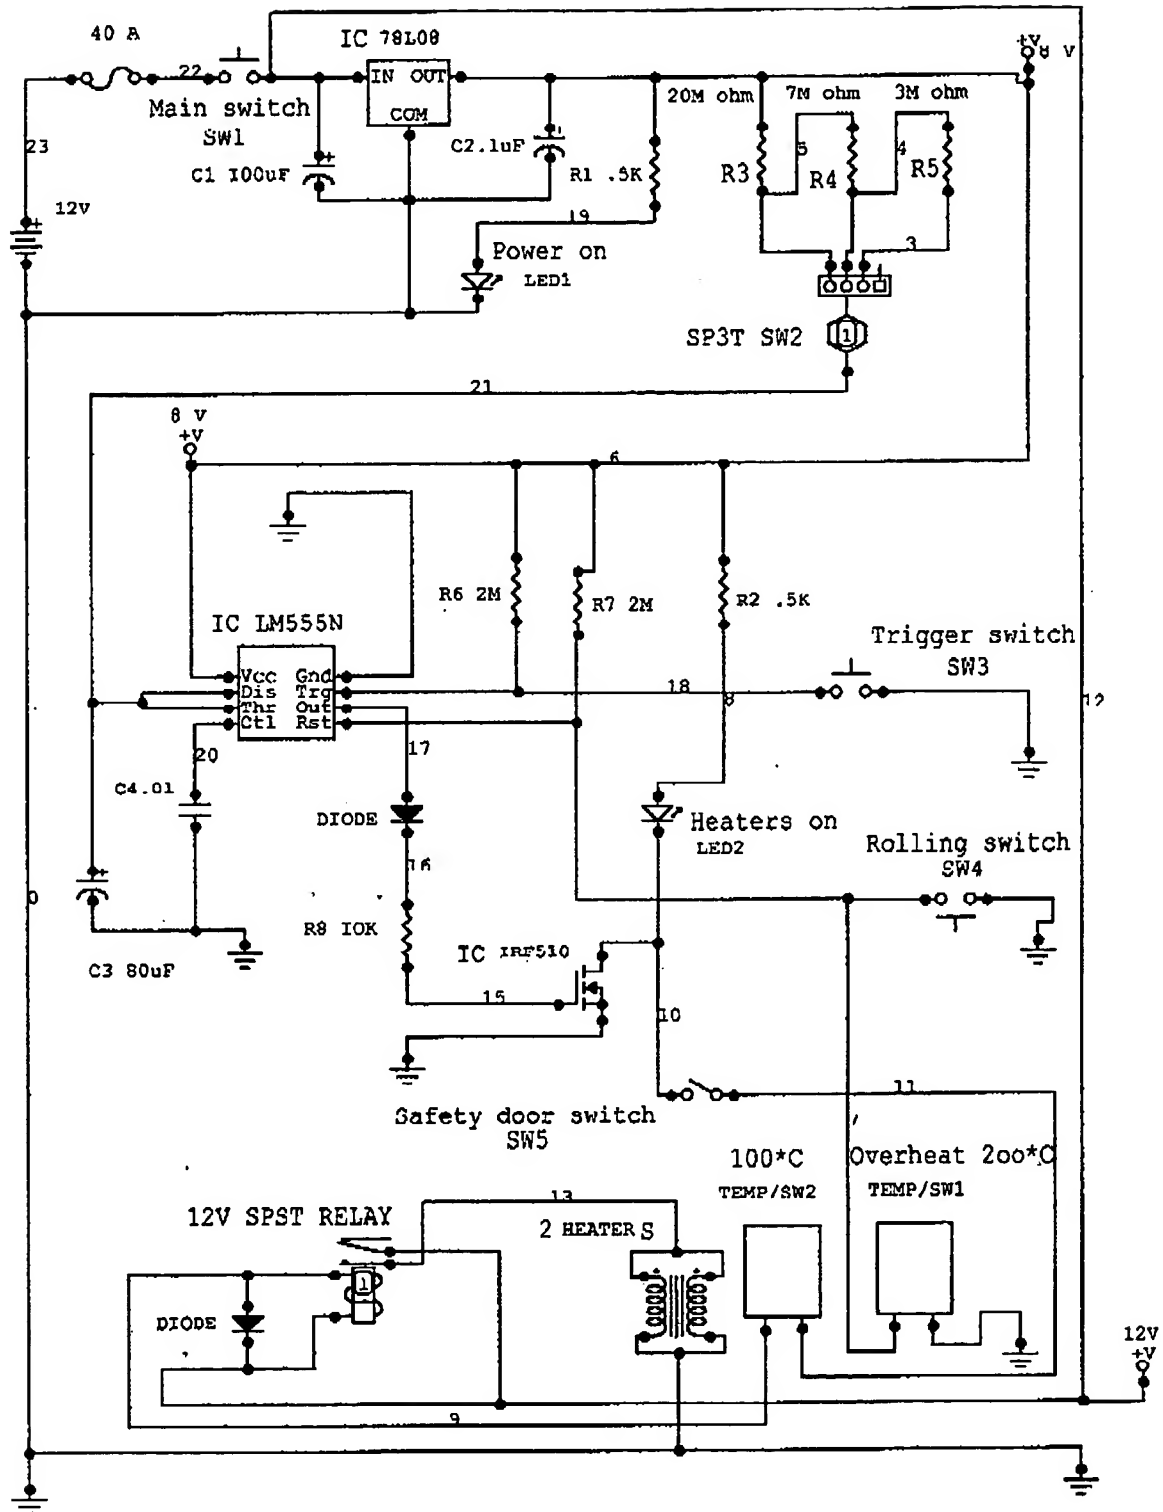 40 A
IC 78L08
+V
8 V
22
IN OUT
COM
Main switch
SW1
20M ohm
7M ohm
3M ohm
C2.1uF
23
C1 100uF
R1 .5K
R3
5
R4
4
R5
12V
+
19
3
Power on
LED1
SP3T SW2
1
21
8 V
+V
6
R6 2M
R7 2M
R2 .5K
IC LM555N
Trigger switch
SW3
Vcc Gnd
Dis Trg
Thr Out
Ctl Rst
18
8
12
20
17
C4.01
DIODE
Heaters on
LED2
Rolling switch
SW4
16
0
R8 10K
IC IRF510
C3 80uF
15
10
11
Safety door switch
SW5
100*C
TEMP/SW2
Overheat 2oo*C
TEMP/SW1
13
12V SPST RELAY
2 HEATERS
1
DIODE
12V
+V
9